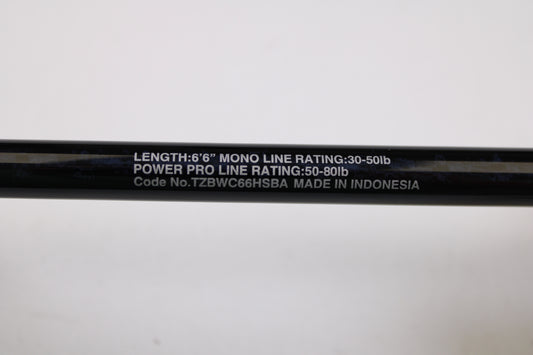 LENGTH:6'6" MONO LINE RATING:30-50lb
POWER PRO LINE RATING:50-80lb
Code No.TZBWC66HSBA MADE IN INDONESIA